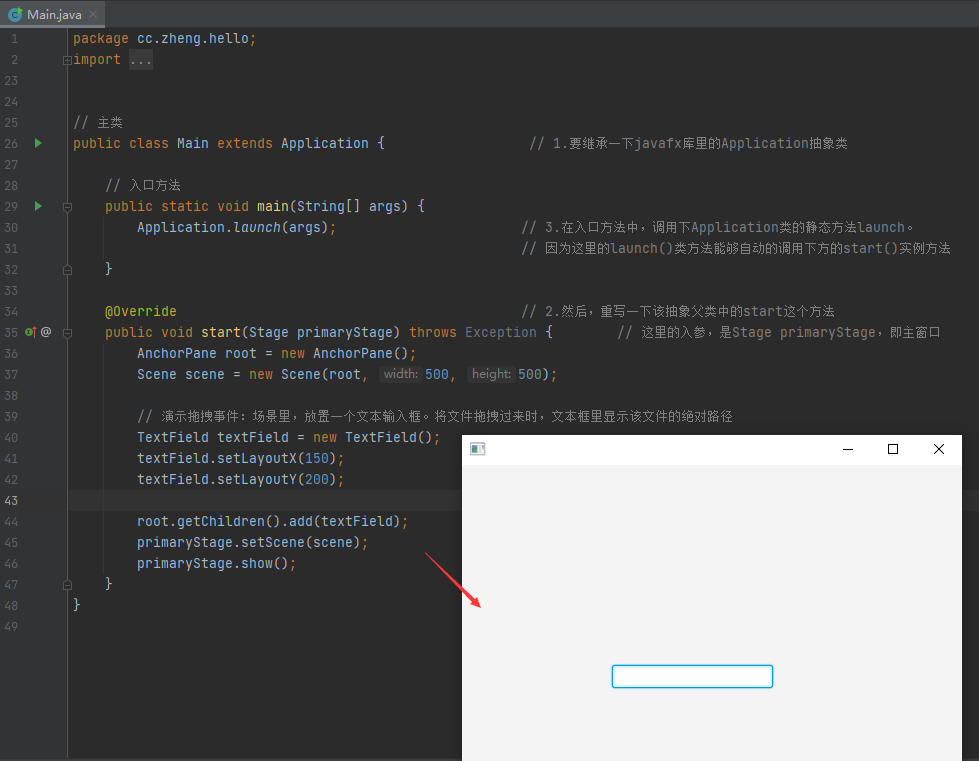 Main.java
1 package cc.zheng.hello;
2 import ...
23
24
25 // 主类
26 public class Main extends Application { // 1.要继承一下javafx库里的Application抽象类
27
28 // 入口方法
29 public static void main(String[] args) {
30 Application.launch(args); // 3.在入口方法中，调用下Application类的静态方法launch。
31 // 因为这里的launch()类方法能够自动的调用下方的start()实例方法
32 }
33
34 @Override // 2.然后，重写一下该抽象父类中的start这个方法
35 @ public void start(Stage primaryStage) throws Exception { // 这里的入参，是Stage primaryStage，即主窗口
36 AnchorPane root = new AnchorPane();
37 Scene scene = new Scene(root, width: 500, height: 500);
38
39 // 演示拖拽事件：场景里，放置一个文本输入框。将文件拖拽过来时，文本框里显示该文件的绝对路径
40 TextField textField = new TextField();
41 textField.setLayoutX(150);
42 textField.setLayoutY(200);
43
44 root.getChildren().add(textField);
45 primaryStage.setScene(scene);
46 primaryStage.show();
47 }
48 }
49